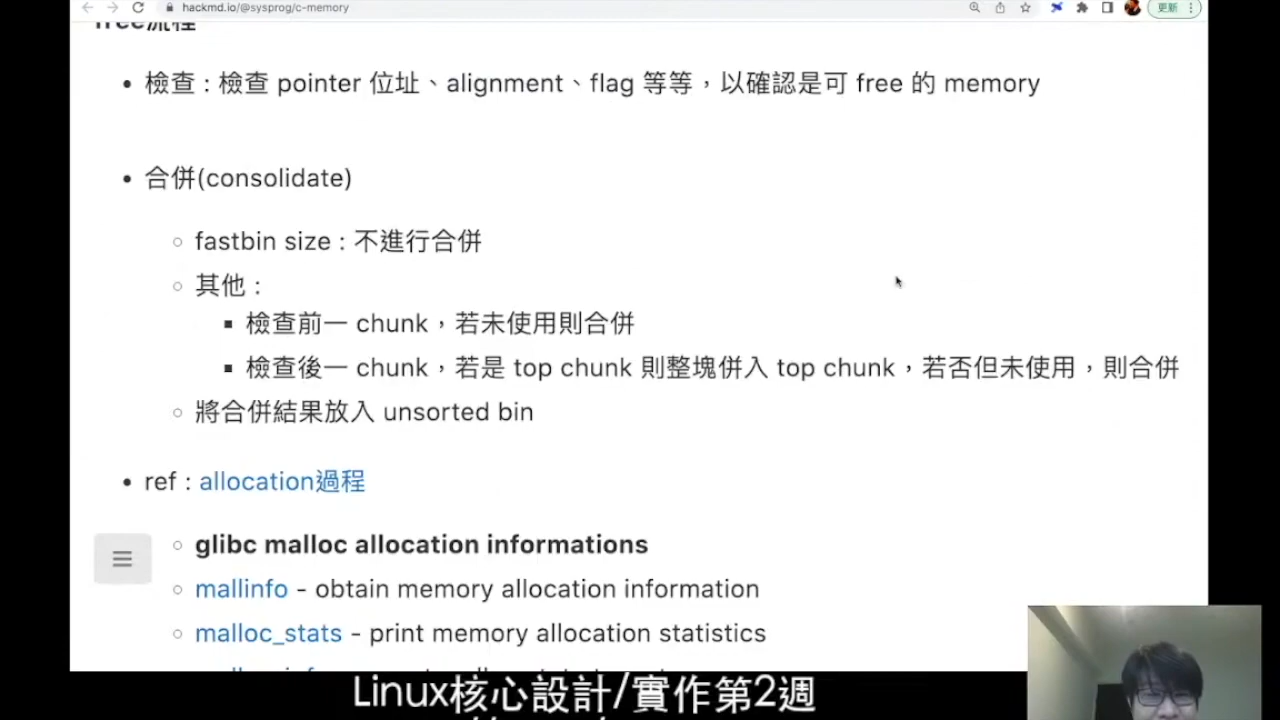 hackmd.io/@sysprog/c-memory
更新
free流程
檢查 : 檢查 pointer 位址、alignment、flag 等等，以確認是可 free 的 memory
合併(consolidate)
fastbin size : 不進行合併
其他 :
檢查前一 chunk，若未使用則合併
檢查後一 chunk，若是 top chunk 則整塊併入 top chunk，若否但未使用，則合併
將合併結果放入 unsorted bin
ref : allocation過程
glibc malloc allocation informations
mallinfo - obtain memory allocation information
malloc_stats - print memory allocation statistics
Linux核心設計/實作第2週